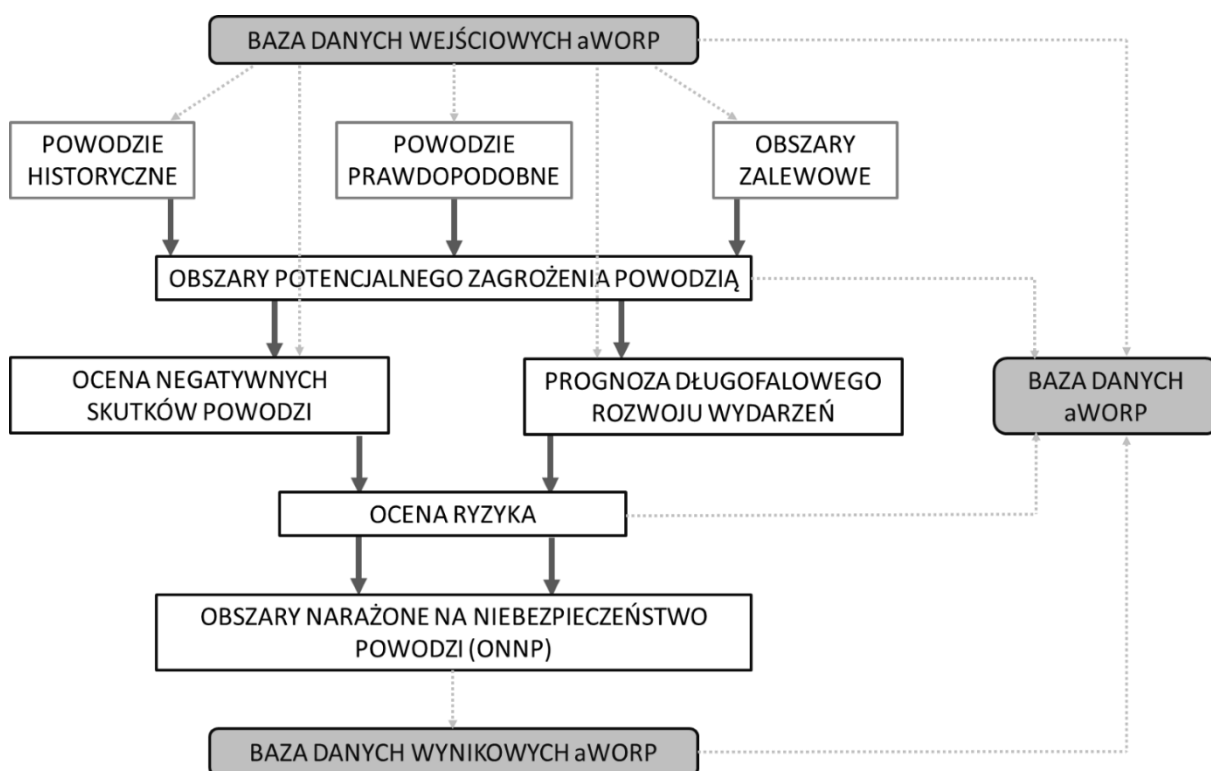 BAZA DANYCH WEJŚCIOWYCH aWORP
POWODZIE
HISTORYCZNE
POWODZIE
PRAWDOPODOBNE
OBSZARY
ZALEWOWE
OBSZARY POTENCJALNEGO ZAGROŻENIA POWODZIĄ
OCENA NEGATYWNYCH
SKUTKÓW POWODZI
PROGNOZA DŁUGOFALOWEGO
ROZWOJU WYDARZEŃ
BAZA DANYCH
aWORP
OCENA RYZYKA
OBSZARY NARAŻONE NA NIEBEZPIECZEŃSTWO
POWODZI (ONNP)
BAZA DANYCH WYNIKOWYCH aWORP